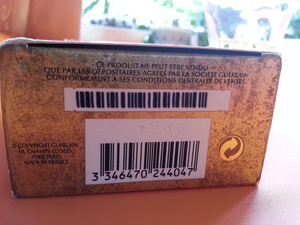 CE PRODUIT NE PEUT ÊTRE VENDU
QUE PAR LES DÉPOSITAIRES AGRÉÉS PAR LA SOCIÉTÉ GUERLAIN
CONFORMÉMENT A SES CONDITIONS GÉNÉRALES DE VENTES.
© COPYRIGHT GUERLAIN
68, CHAMPS-ELYSÉES
75008 PARIS
MADE IN FRANCE
3 346470 244047